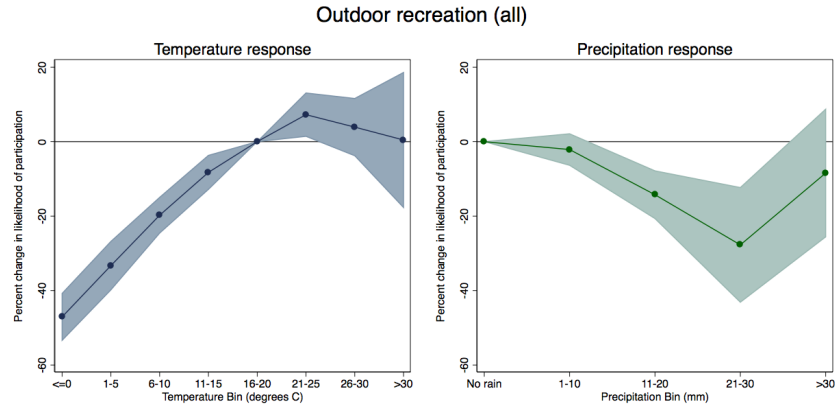 Outdoor recreation (all)
Temperature response
Percent change in likelihood of participation
20
0
-20
-40
-60
<=0 1-5 6-10 11-15 16-20 21-25 26-30 >30
Temperature Bin (degrees C)
Precipitation response
Percent change in likelihood of participation
20
0
-20
-40
-60
No rain 1-10 11-20 21-30 >30
Precipitation Bin (mm)